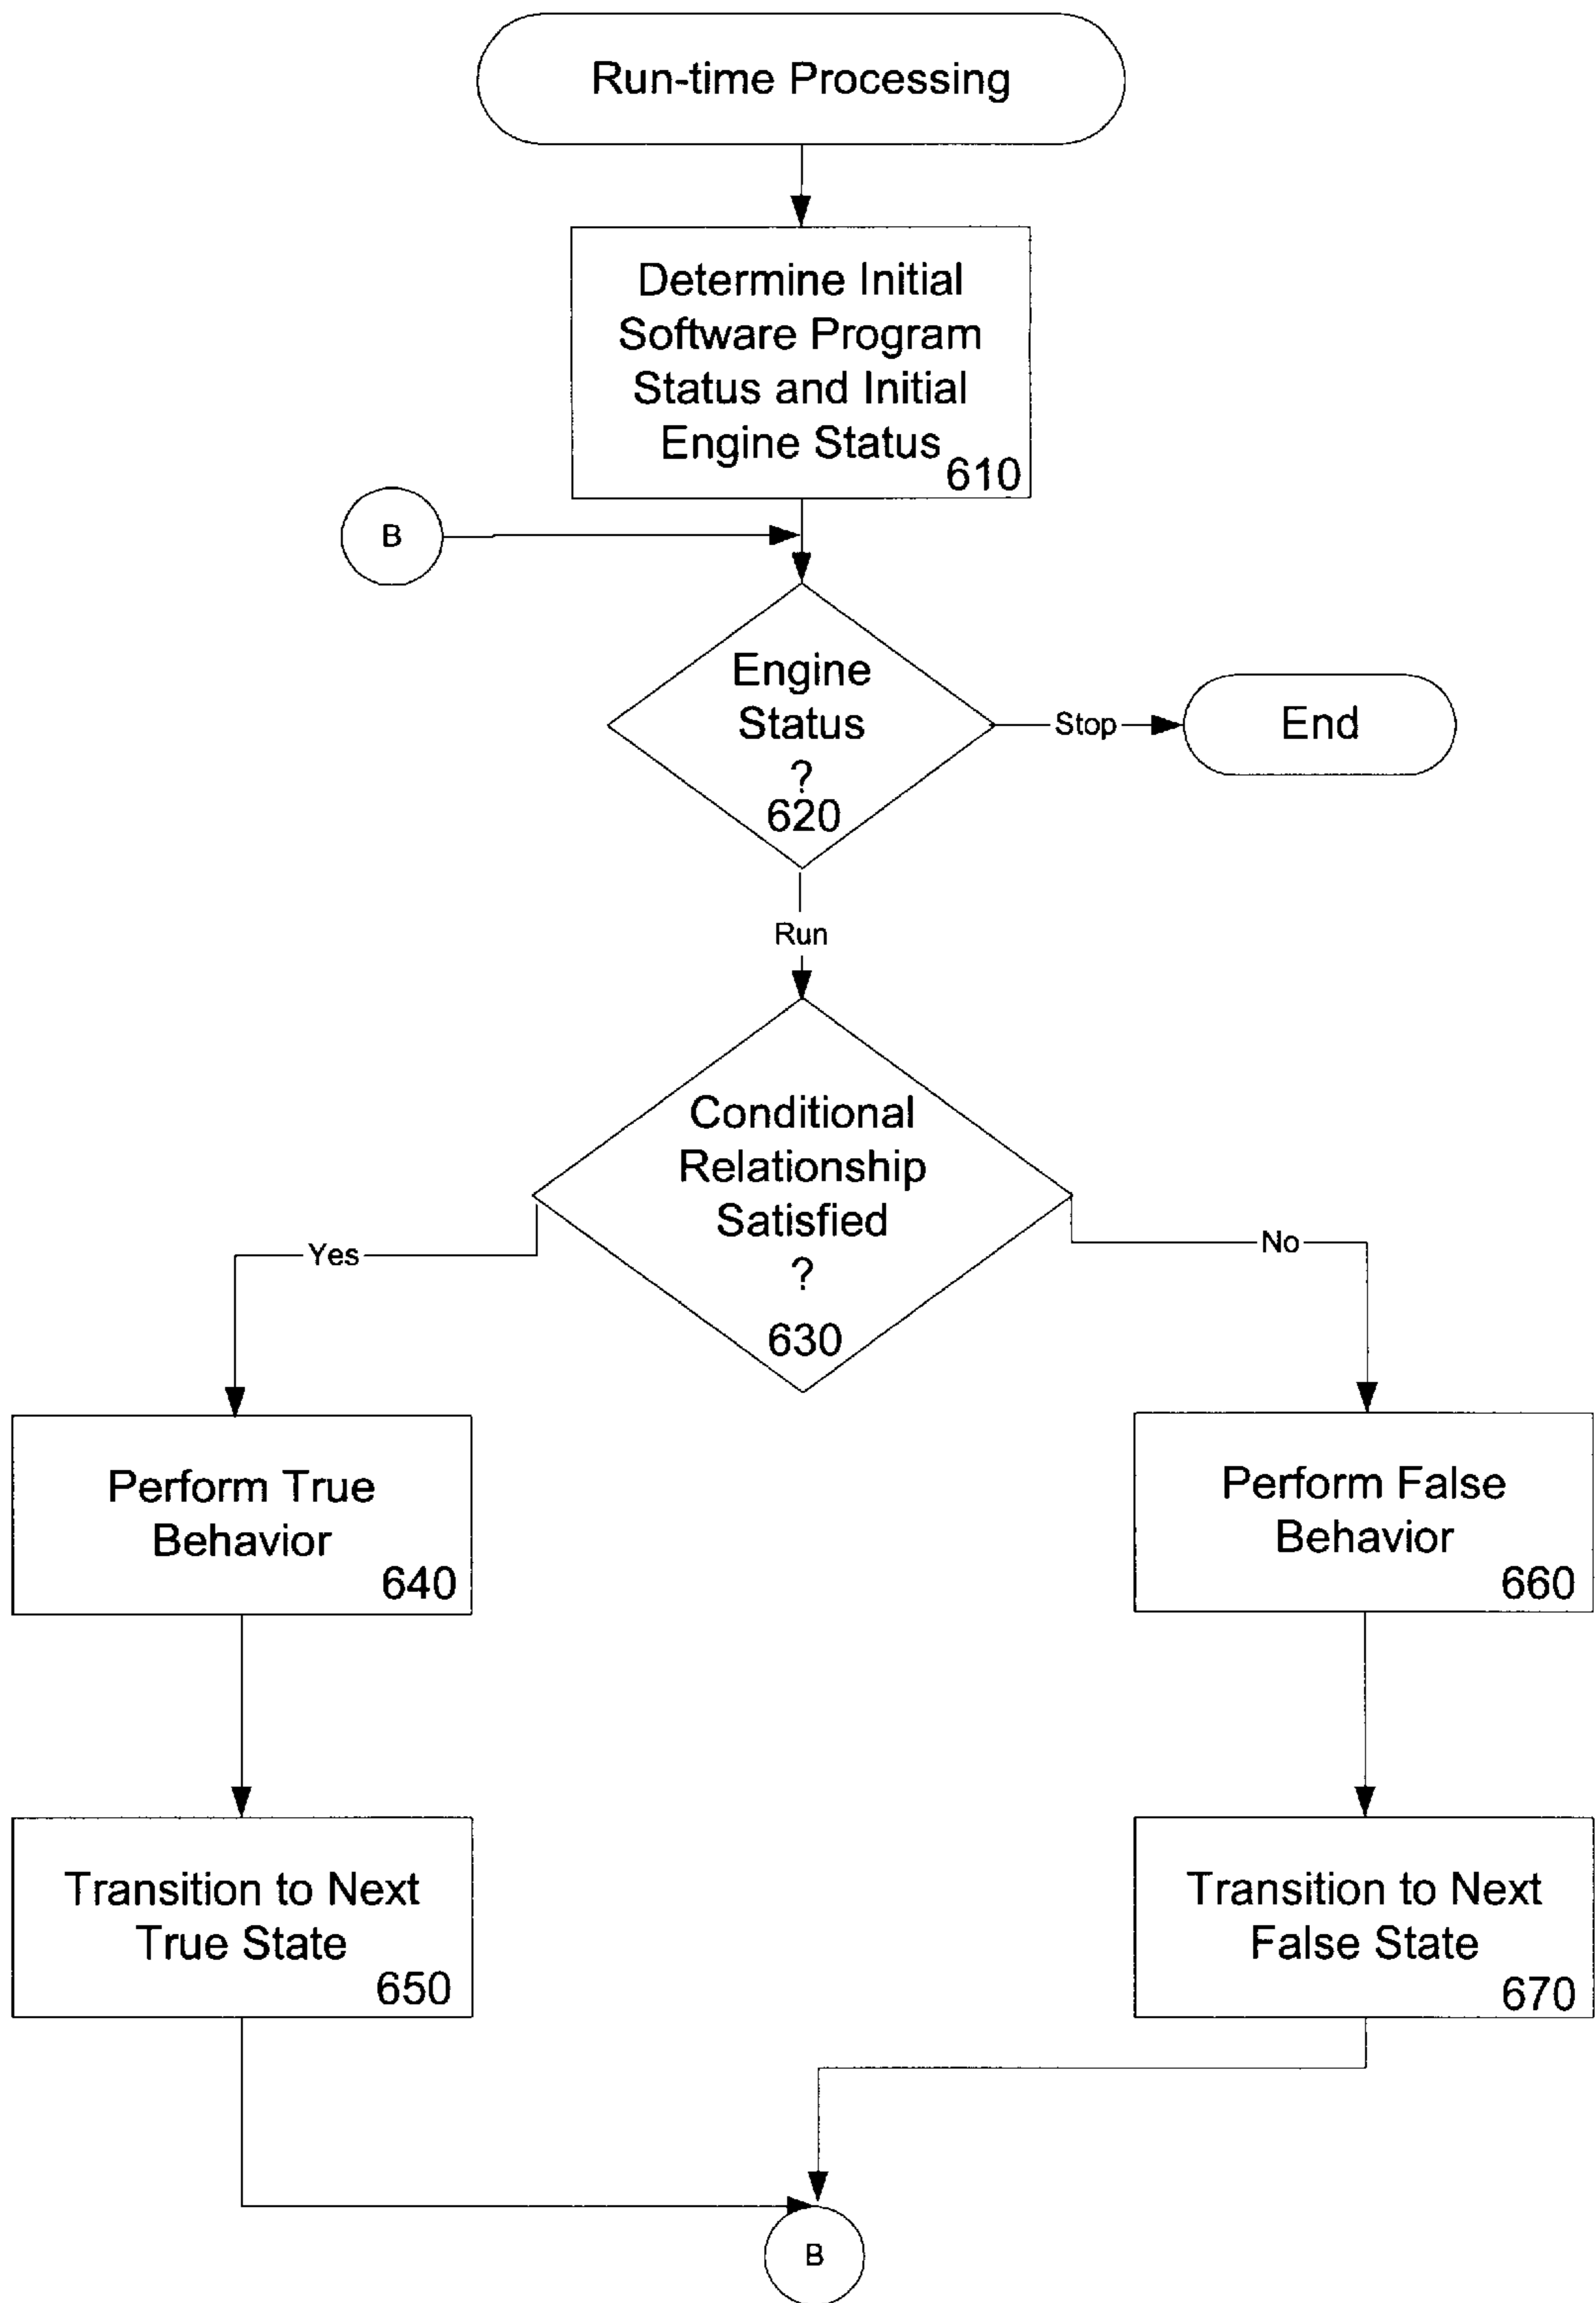 Run-time Processing
Determine Initial
Software Program
Status and Initial
Engine Status
610
B
Engine
Status
?
620
Stop
End
Run
Conditional
Relationship
Satisfied
?
630
Yes
No
Perform True
Behavior
640
Perform False
Behavior
660
Transition to Next
True State
650
Transition to Next
False State
670
B